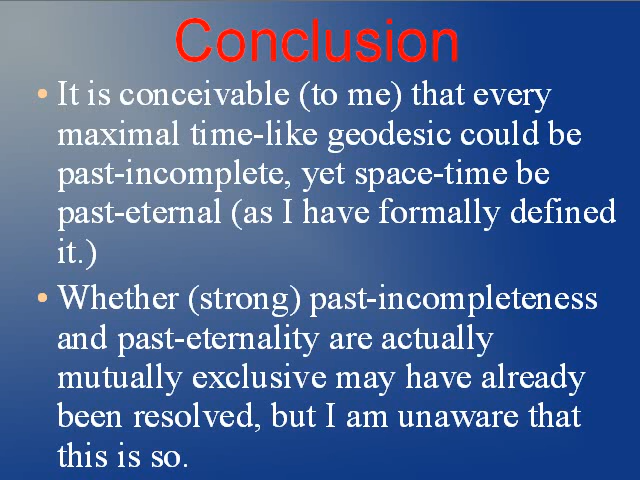 Conclusion
• It is conceivable (to me) that every
maximal time-like geodesic could be
past-incomplete, yet space-time be
past-eternal (as I have formally defined
it.)
• Whether (strong) past-incompleteness
and past-eternality are actually
mutually exclusive may have already
been resolved, but I am unaware that
this is so.